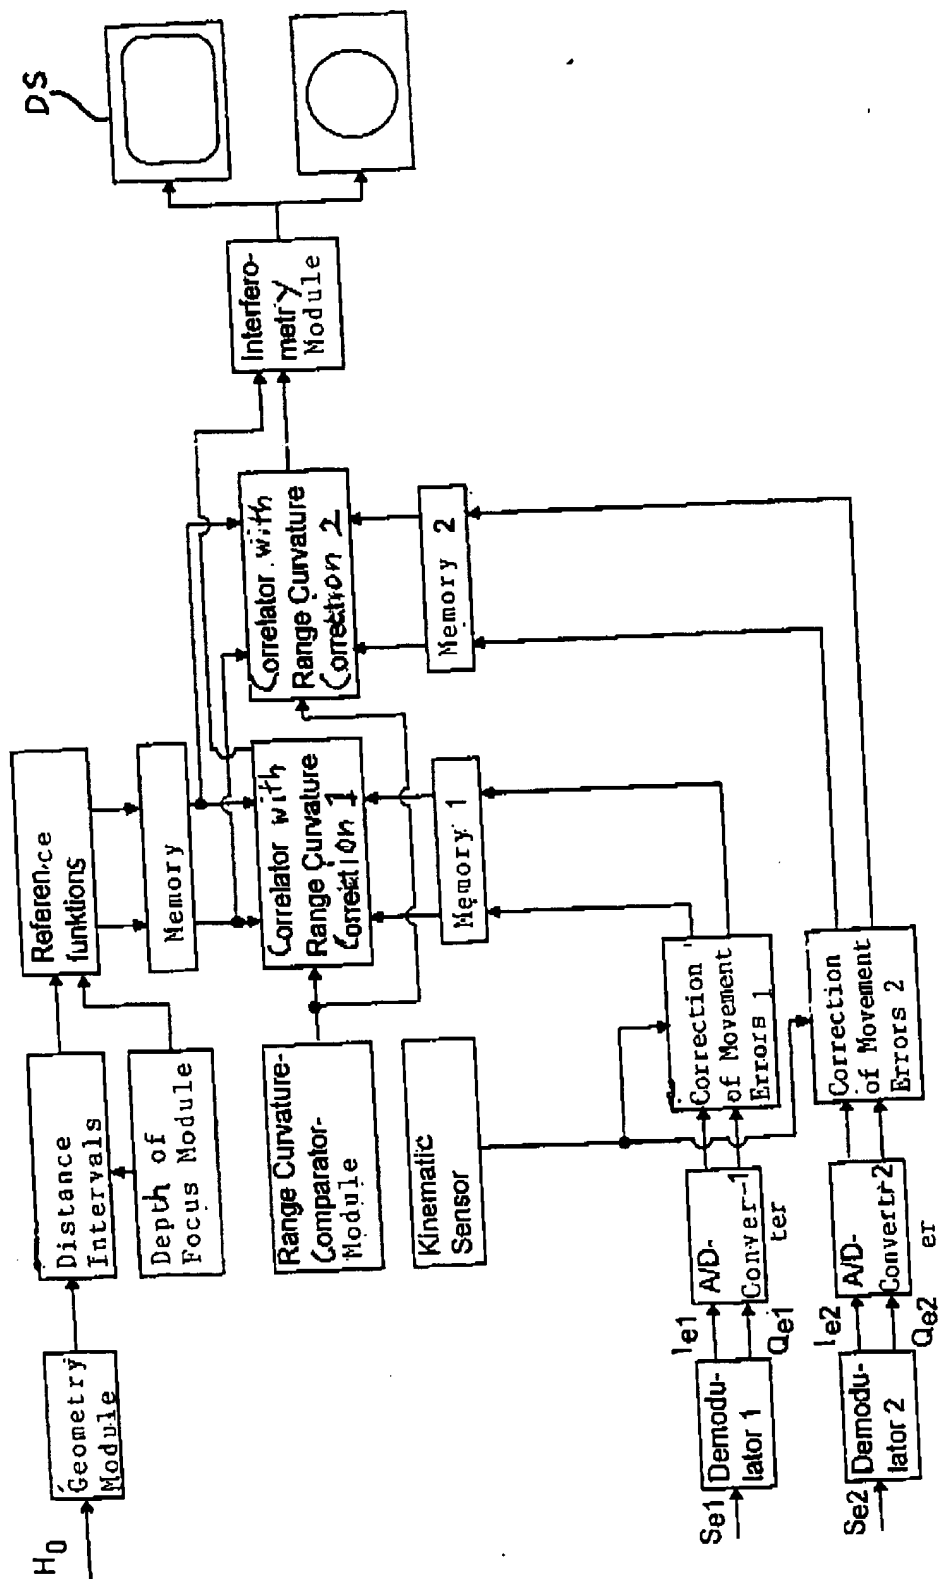 H0
Geometry
Module
Distance
Intervals
Depth of
Focus Module
Reference
funktions
Memory
Range Curvature-
Comparator-
Module
Kinematic
Sensor
Correlator with
Range Curvature
Correction 1
Correlator with
Range Curvature
Correction 2
Memory 1
Memory 2
Interfero-
metry
Module
DS
Se1
Demodu-
lator 1
Ie1
Qe1
A/D-
Conver-1
ter
Correction
of Movement
Errors 1
Se2
Demodu-
lator 2
Ie2
Qe2
A/D-
Convertr2
er
Correction
of Movement
Errors 2